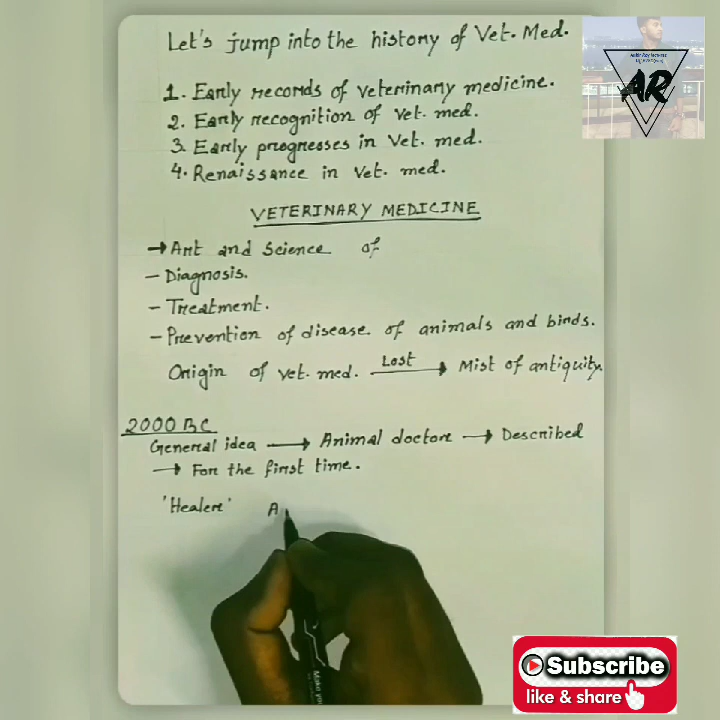 Let's jump into the history of Vet. Med.
1. Early records of veterinary medicine.
2. Early recognition of vet. med.
3. Early progresses in vet. med.
4. Renaissance in vet. med.
VETERINARY MEDICINE
→ Art and science of
- Diagnosis.
- Treatment.
- Prevention of disease of animals and birds.
Origin of vet. med. Lost → Mist of antiquity.
2000 BC
General idea → Animal doctor → Described
→ For the first time.
'Healer' A
AR
Subscribe
like & share